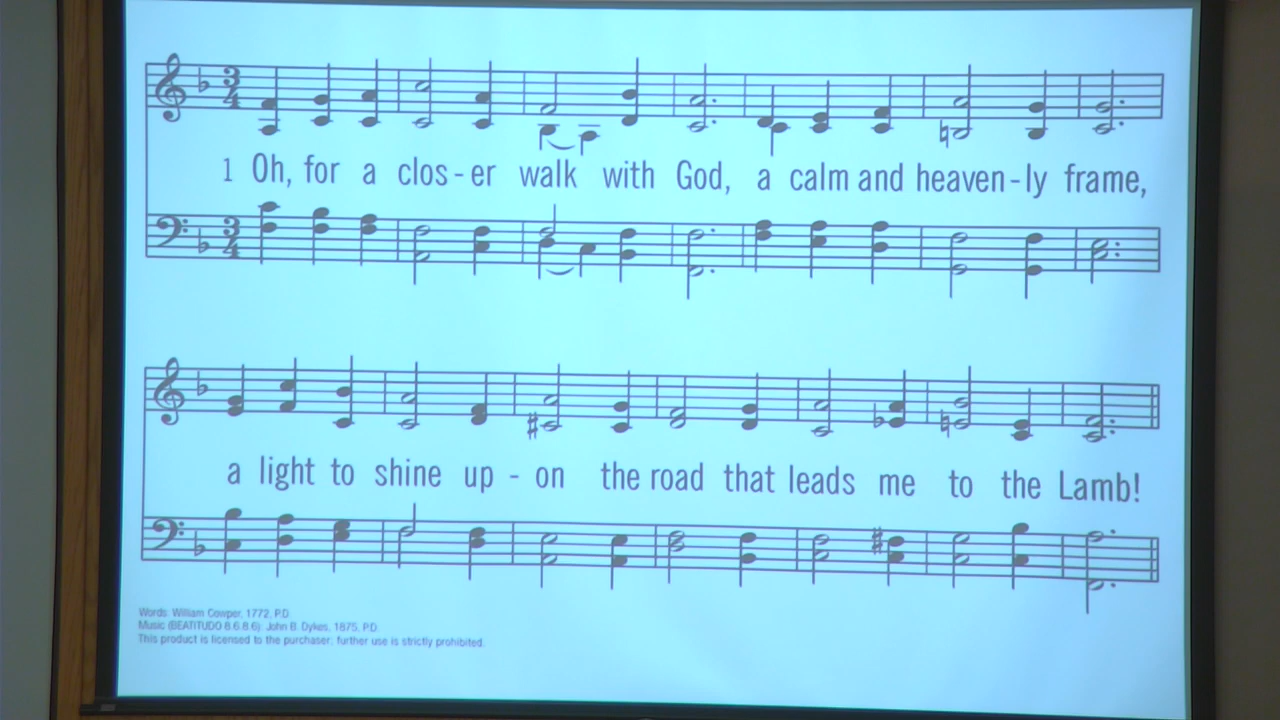 1 Oh, for a clos - er walk with God, a calm and heaven - ly frame,
a light to shine up - on the road that leads me to the Lamb!
Words: William Cowper, 1772, P.D.
Music (BEATITUDO 8.6.8.6): John B. Dykes, 1875, P.D.
This product is licensed to the purchaser; further use is strictly prohibited.